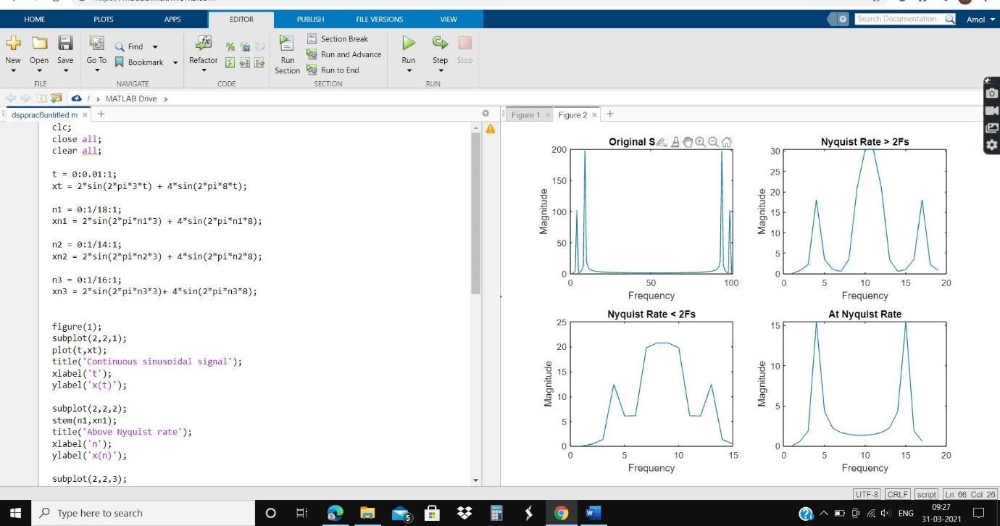 HOME PLOTS APPS EDITOR PUBLISH FILE VERSIONS VIEW Search Documentation Amol
New Open Save Go To Find Bookmark Refactor Run Section Section Break Run and Advance Run to End Run Step Stop
FILE NAVIGATE CODE SECTION RUN
/ > MATLAB Drive >
dspprac6untitled.m × + Figure 1 × Figure 2 × +
clc;
close all;
clear all;
t = 0:0.01:1;
xt = 2*sin(2*pi*3*t) + 4*sin(2*pi*8*t);
n1 = 0:1/18:1;
xn1 = 2*sin(2*pi*n1*3) + 4*sin(2*pi*n1*8);
n2 = 0:1/14:1;
xn2 = 2*sin(2*pi*n2*3) + 4*sin(2*pi*n2*8);
n3 = 0:1/16:1;
xn3 = 2*sin(2*pi*n3*3)+ 4*sin(2*pi*n3*8);
figure(1);
subplot(2,2,1);
plot(t,xt);
title('Continuous sinusoidal signal');
xlabel('t');
ylabel('x(t)');
subplot(2,2,2);
stem(n1,xn1);
title('Above Nyquist rate');
xlabel('n');
ylabel('x(n)');
subplot(2,2,3);
Original S
200
150
100
50
0
Magnitude
0 50 100
Frequency
Nyquist Rate > 2Fs
30
25
20
15
10
5
0
Magnitude
0 5 10 15 20
Frequency
Nyquist Rate < 2Fs
25
20
15
10
5
0
Magnitude
0 5 10 15
Frequency
At Nyquist Rate
15
10
5
0
Magnitude
0 5 10 15 20
Frequency
UTF-8 CRLF script Ln 66 Col 26
Type here to search
5
ENG
09:27
31-03-2021